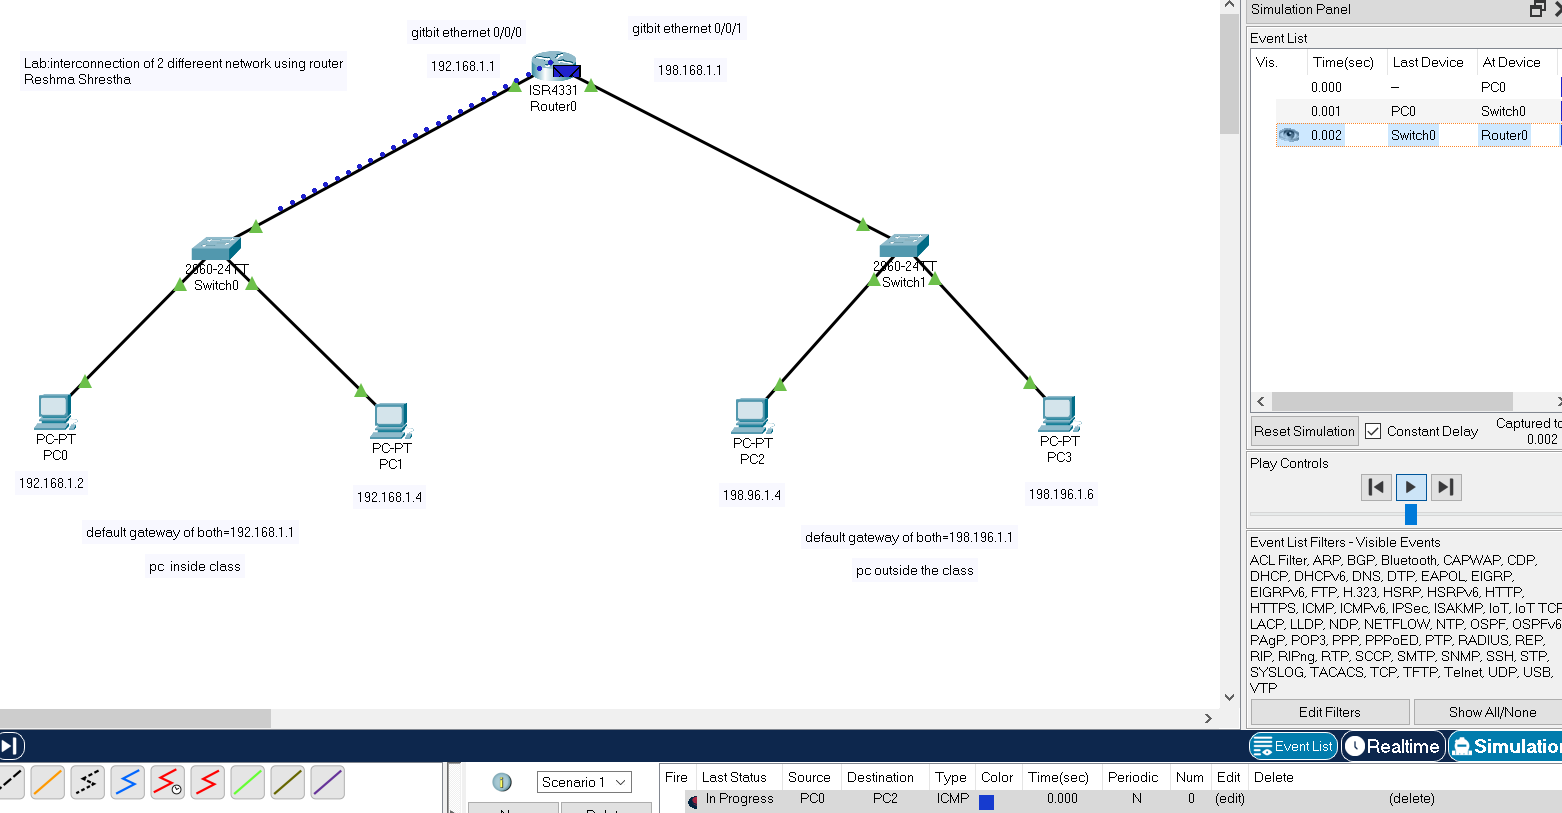 gitbit ethernet 0/0/0
gitbit ethernet 0/0/1
Lab:interconnection of 2 differeent network using router
Reshma Shrestha
192.168.1.1
198.168.1.1
ISR4331
Router0
2960-24TT
Switch0
2960-24TT
Switch1
PC-PT
PC0
PC-PT
PC1
PC-PT
PC2
PC-PT
PC3
192.168.1.2
192.168.1.4
198.96.1.4
198.196.1.6
default gateway of both=192.168.1.1
default gateway of both=198.196.1.1
pc inside class
pc outside the class
Simulation Panel
Event List
Vis. Time(sec) Last Device At Device
0.000 -- PC0
0.001 PC0 Switch0
0.002 Switch0 Router0
Reset Simulation Constant Delay Captured to
0.002
Play Controls
Event List Filters - Visible Events
ACL Filter, ARP, BGP, Bluetooth, CAPWAP, CDP,
DHCP, DHCPv6, DNS, DTP, EAPOL, EIGRP,
EIGRPv6, FTP, H.323, HSRP, HSRPv6, HTTP,
HTTPS, ICMP, ICMPv6, IPSec, ISAKMP, IoT, IoT TCP
LACP, LLDP, NDP, NETFLOW, NTP, OSPF, OSPFv6
PAgP, POP3, PPP, PPPoED, PTP, RADIUS, REP,
RIP, RIPng, RTP, SCCP, SMTP, SNMP, SSH, STP,
SYSLOG, TACACS, TCP, TFTP, Telnet, UDP, USB,
VTP
Edit Filters Show All/None
Event List Realtime Simulation
Scenario 1
Fire Last Status Source Destination Type Color Time(sec) Periodic Num Edit Delete
In Progress PC0 PC2 ICMP 0.000 N 0 (edit) (delete)